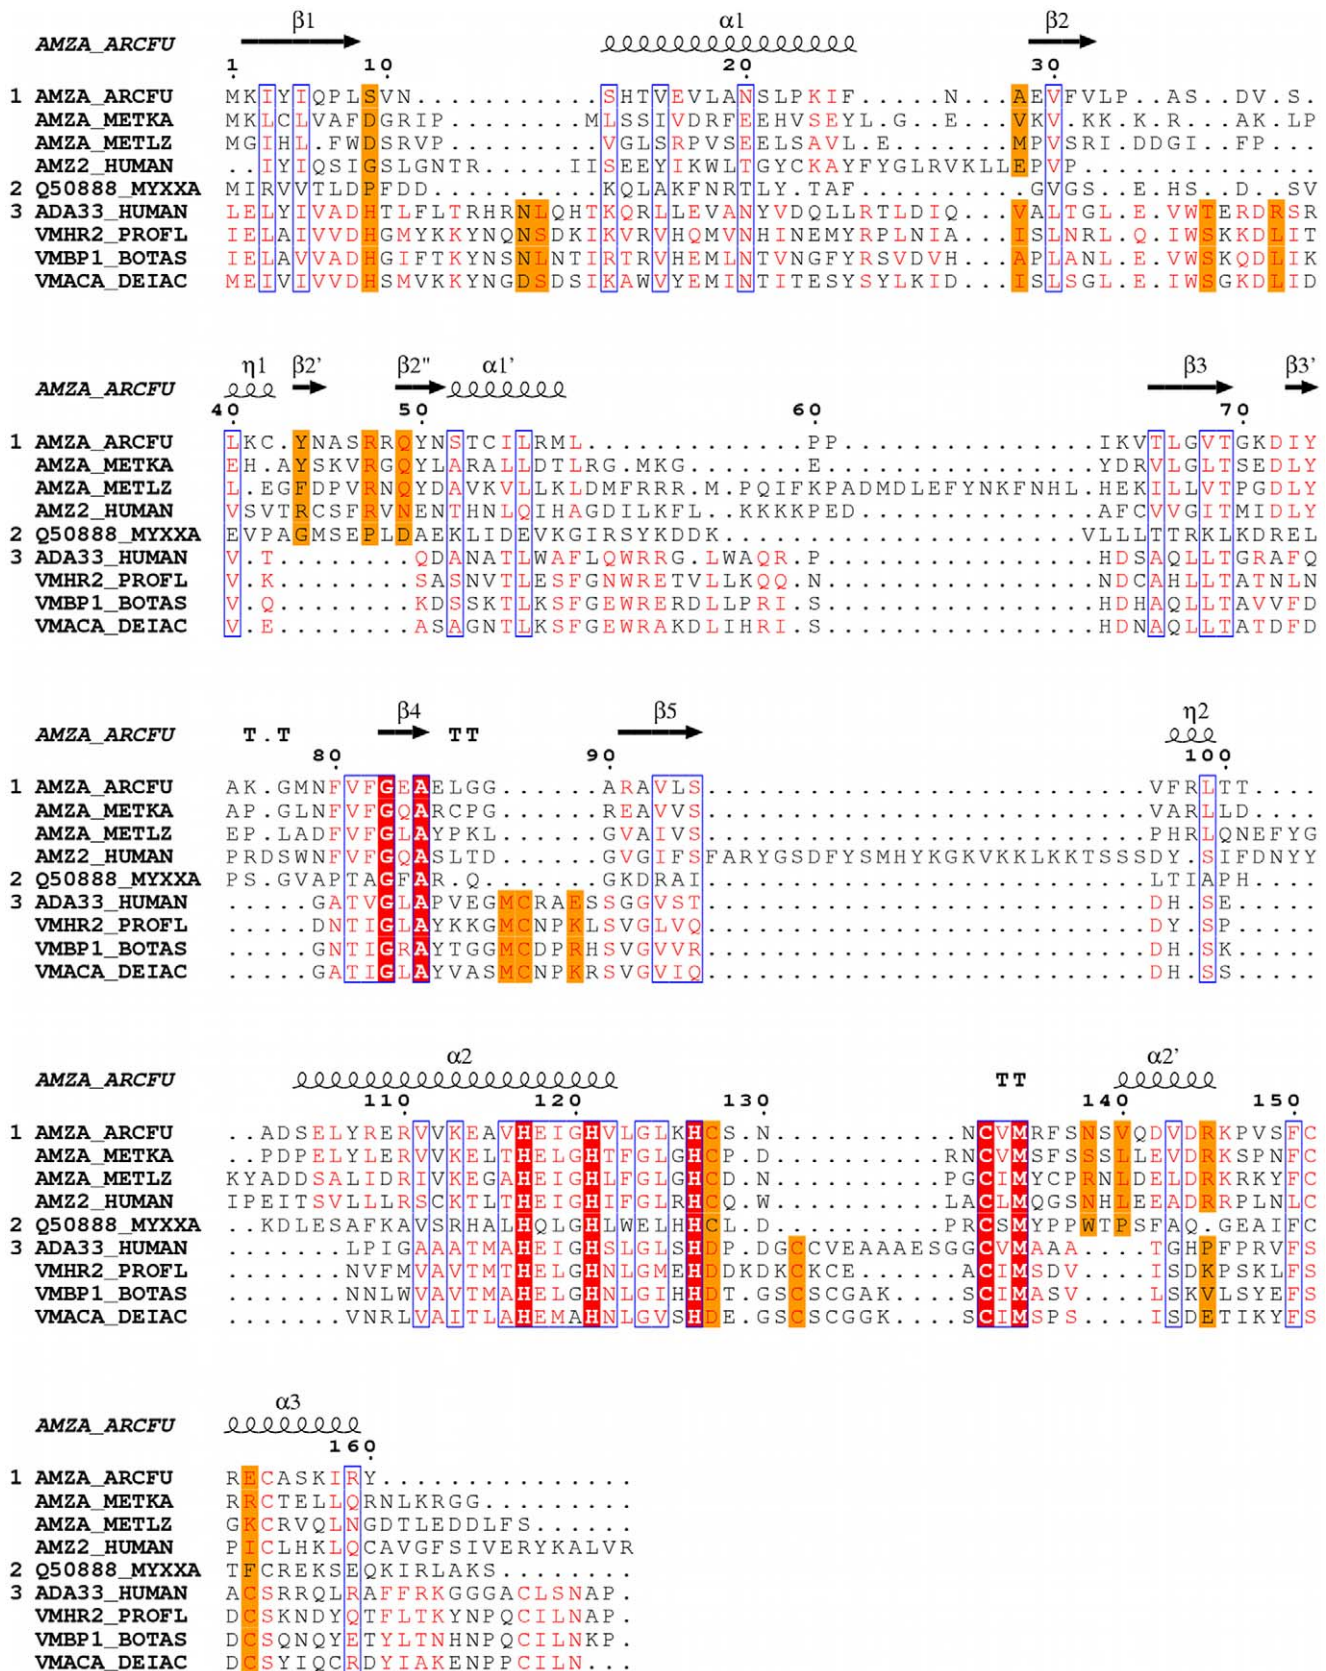 β1 α1 β2
AMZA_ARCFU
1 10 20 30
1 AMZA_ARCFU MKIYIQPLSVN...........SHTVEVLANSLPKIF.....N...AEVFVLP..AS..DV.S.
AMZA_METKA MKLCLVAFDGRIP.........MLSSIVDRFEEHVSEYL.G..E...VKV.KK.K.R...AK.LP
AMZA_METLZ MGIHL.FWDSRVP..........VGLSRPVSEELSAVL.E.......MPVSRI.DDGI..FP...
AMZ2_HUMAN ..IYIQSIGSLGNTR......IISEEYIKWLTGYCKAYFYGLRVKLLEPVP..............
2 Q50888_MYXXA MIRVVTLDPFDD..........KQLAKFNRTLY.TAF..........GVGS..E.HS..D..SV
3 ADA33_HUMAN LELYIVADHTLFLTRHRNLQHTKQRLLEVANYVDQLLRTLDIQ...VALTGL.E.VWTERDRSR
VMHR2_PROFL IELAIVVDHGMYKKYNQNSDKIKVRVHQMVNHINEMYRPLNIA...ISLNRL.Q.IWSKKDLIT
VMBP1_BOTAS IELAVVADHGIFTKYNSNLNTIRTRVHEMLNTVNGFYRSVDVH...APLANL.E.VWSKQDLIK
VMACA_DEIAC MEIVIVVDHSMVKKYNGDSDSIKAWVYEMINTITESYSYLKID...ISLSGL.E.IWSGKDLID
η1 β2' β2" α1' β3 β3'
AMZA_ARCFU
40 50 60 70
1 AMZA_ARCFU LKC.YNASRRQYNSTCILRML.............PP...............IKVTLGVTGKDIY
AMZA_METKA EH.AYSKVRGQYLARALLDTLRG.MKG.......E................YDRVLGLTSEDLY
AMZA_METLZ L.EGFDPVRNQYDAVKVLLKLDMFRRR.M.PQIFKPADMDLEFYNKFNHL.HEKILLVTPGDLY
AMZ2_HUMAN VSVTRCSFRVNENTHNLQIHAGDILKFL..KKKKPED..............AFCVVGITMIDLY
2 Q50888_MYXXA EVPAGMSEPLDAEKLIDEVKGIRSYKDDK.....................VLLLTTRKLKDREL
3 ADA33_HUMAN V.T........QDANATLWAFLQWRRG.LWAQR.P................HDSAQLLTGRAFQ
VMHR2_PROFL V.K........SASNVTLESFGNWRETVLLKQQ.N................NDCAHLLTATNLN
VMBP1_BOTAS V.Q........KDSSKTLKSFGEWRERDLLPRI.S................HDHAQLLTAVVFD
VMACA_DEIAC V.E........ASAGNTLKSFGEWRAKDLIHRI.S................HDNAQLLTATDFD
β4 β5 η2
AMZA_ARCFU T.T TT
80 90 100
1 AMZA_ARCFU AK.GMNFVFGEAELGG......ARAVLS..........................VFRLTT....
AMZA_METKA AP.GLNFVFGQARCPG......REAVVS..........................VARLLD....
AMZA_METLZ EP.LADFVFGLAYPKL......GVAIVS..........................PHRLQNEFYG
AMZ2_HUMAN PRDSWNFVFGQASLTD......GVGIFSFARYGSDFYSMHYKGKVKKLKKTSSSDY.SIFDNYY
2 Q50888_MYXXA PS.GVAPTAGFAR.Q.......GKDRAI..........................LTIAPH....
3 ADA33_HUMAN .....GATVGLAPVEGMCRAESSGGVST..........................DH.SE.....
VMHR2_PROFL .....DNTIGLAYKKGMCNPKLSVGLVQ..........................DY.SP.....
VMBP1_BOTAS .....GNTIGRAYTGGMCDPRHSVGVVR..........................DH.SK.....
VMACA_DEIAC .....GATIGLAYVASMCNPKRSVGVIQ..........................DH.SS.....
α2 α2'
AMZA_ARCFU TT
110 120 130 140 150
1 AMZA_ARCFU ..ADSELYRERVVKEAVHEIGHVLGLKHCS.N...........NCVMRFSNSVQDVDRKPVSFC
AMZA_METKA ..PDPELYLERVVKELTHELGHTFGLGHCP.D..........RNCVMSFSSSLLEVDRKSPNFC
AMZA_METLZ KYADDSALIDRIVKEGAHEIGHLFGLGHCD.N..........PGCIMYCPRNLDELDRKRKYFC
AMZ2_HUMAN IPEITSVLLLRSCKTLTHEIGHIFGLRHCQ.W..........LACLMQGSNHLEEADRRPLNLC
2 Q50888_MYXXA ..KDLESAFKAVSRHALHQLGHLWELHHCL.D..........PRCSMYPPWTPSFAQ.GEAIFC
3 ADA33_HUMAN .......LPIGAAATMAHEIGHSLGLSHDP.DGCCVEAAAESGGCVMAAA....TGHPFPRVFS
VMHR2_PROFL .......NVFMVAVTMTHELGHNLGMEHDDKDKCKCE......ACIMSDV....ISDKPSKLFS
VMBP1_BOTAS .......NNLWVAVTMAHELGHNLGIHHDT.GSCSCGAK....SCIMASV....LSKVLSYEFS
VMACA_DEIAC .......VNRLVAITLAHEMAHNLGVSHDE.GSCSCGGK....SCIMSPS....ISDETIKYFS
α3
AMZA_ARCFU
160
1 AMZA_ARCFU RECASKIRY...............
AMZA_METKA RRCTELLQRNLKRGG.........
AMZA_METLZ GKCRVQLNGDTLEDDLFS......
AMZ2_HUMAN PICLHKLQCAVGFSIVERYKALVR
2 Q50888_MYXXA TFCREKSEQKIRLAKS........
3 ADA33_HUMAN ACSRRQLRAFFRKGGGACLSNAP.
VMHR2_PROFL DCSKNDYQTFLTKYNPQCILNAP.
VMBP1_BOTAS DCSQNQYETYLTNHNPQCILNKP.
VMACA_DEIAC DCSYIQCRDYIAKENPPCILN...